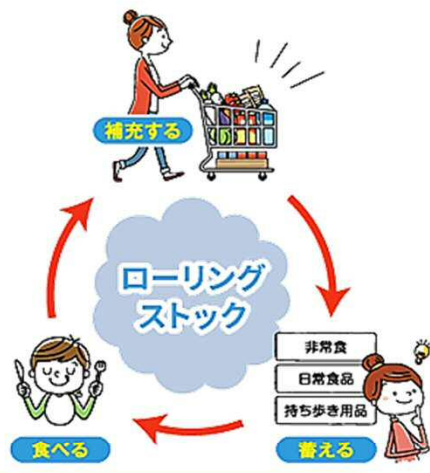 補充する
ローリング
ストック
非常食
日常食品
持ち歩き用品
食べる
蓄える